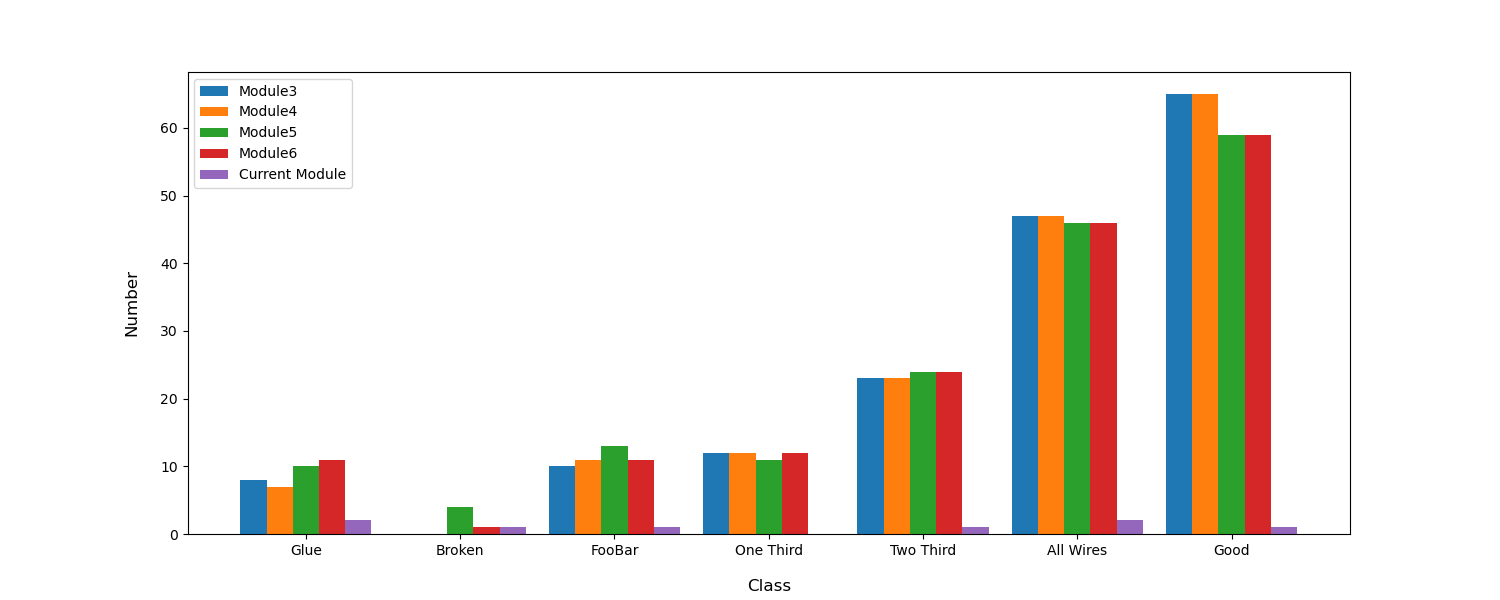 Module3
Module4
Module5
Module6
Current Module
60
50
40
30
20
10
0
Number
Glue Broken FooBar One Third Two Third All Wires Good
Class